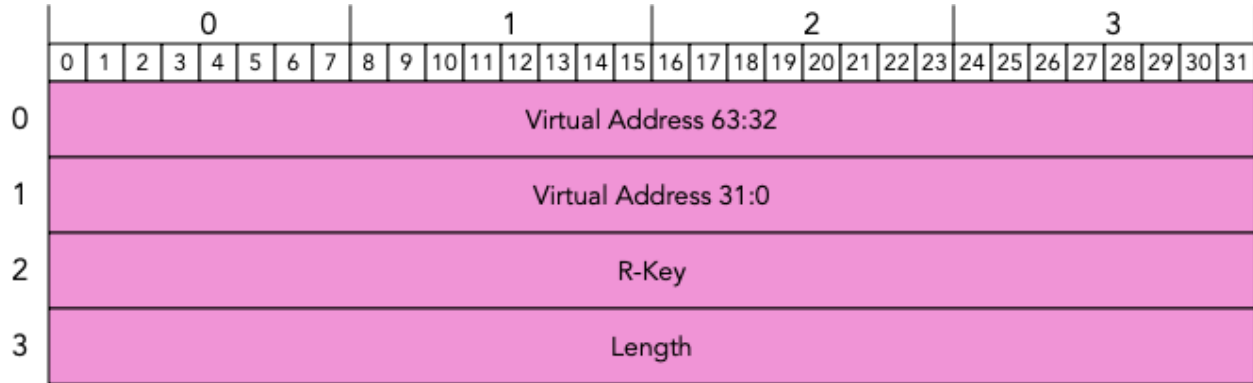 0 1 2 3
0 1 2 3 4 5 6 7 8 9 10 11 12 13 14 15 16 17 18 19 20 21 22 23 24 25 26 27 28 29 30 31
0 Virtual Address 63:32
1 Virtual Address 31:0
2 R-Key
3 Length